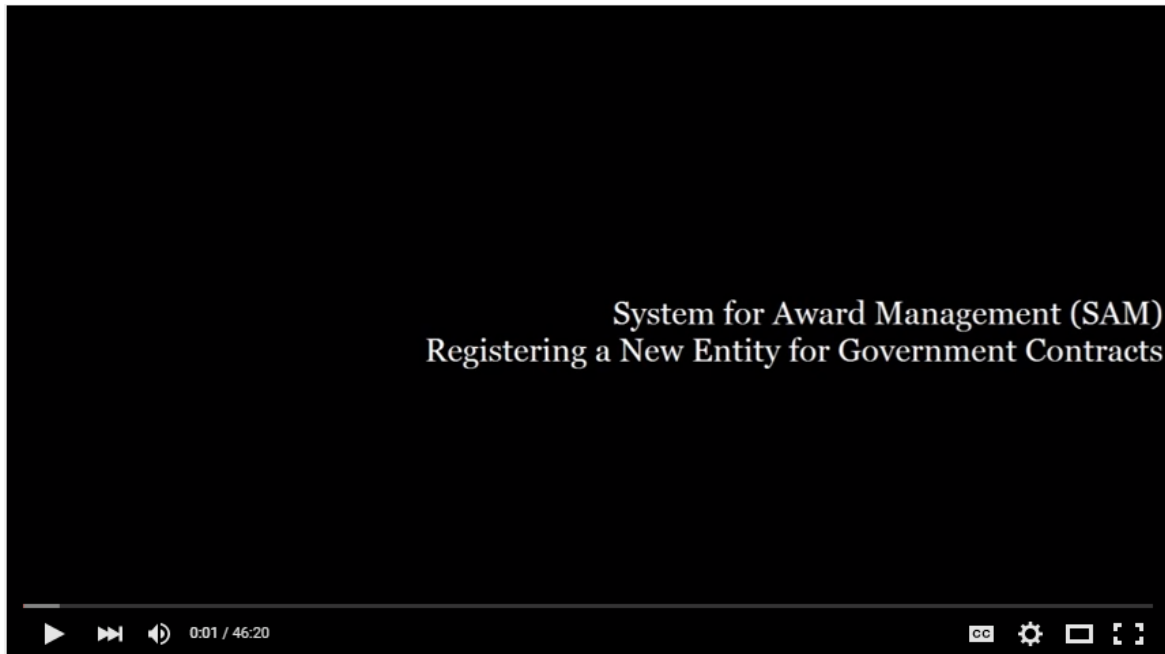 System for Award Management (SAM)
Registering a New Entity for Government Contracts
0:01 / 46:20
CC